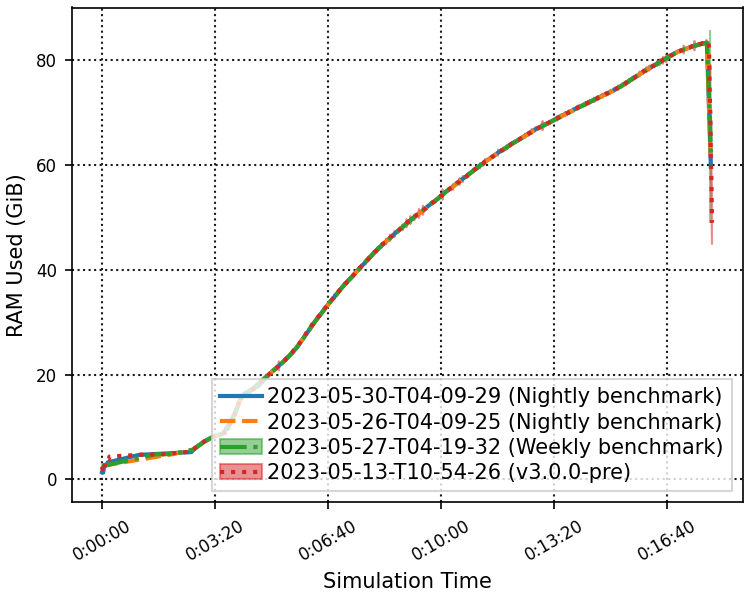 80
60
40
20
0
RAM Used (GiB)
2023-05-30-T04-09-29 (Nightly benchmark)
2023-05-26-T04-09-25 (Nightly benchmark)
2023-05-27-T04-19-32 (Weekly benchmark)
2023-05-13-T10-54-26 (v3.0.0-pre)
0:00:00
0:03:20
0:06:40
0:10:00
0:13:20
0:16:40
Simulation Time